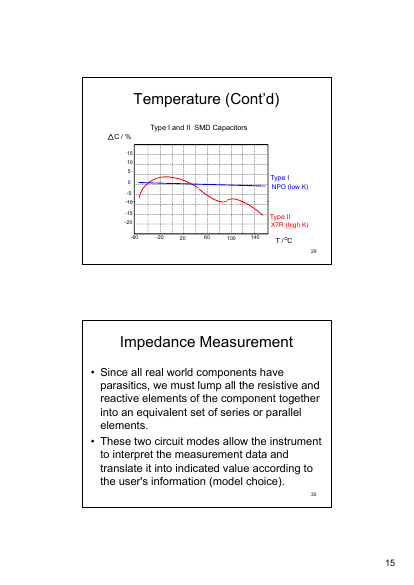 Temperature (Cont'd)
Type I and II  SMD Capacitors
△C / %
15
10
5
0
-5
-10
-15
-20
-60
-20
20
60
100
140
T / °C
Type I
NPO (low K)
Type II
X7R (high K)
29
Impedance Measurement
• Since all real world components have
parasitics, we must lump all the resistive and
reactive elements of the component together
into an equivalent set of series or parallel
elements.
• These two circuit modes allow the instrument
to interpret the measurement data and
translate it into indicated value according to
the user's information (model choice).
30
15